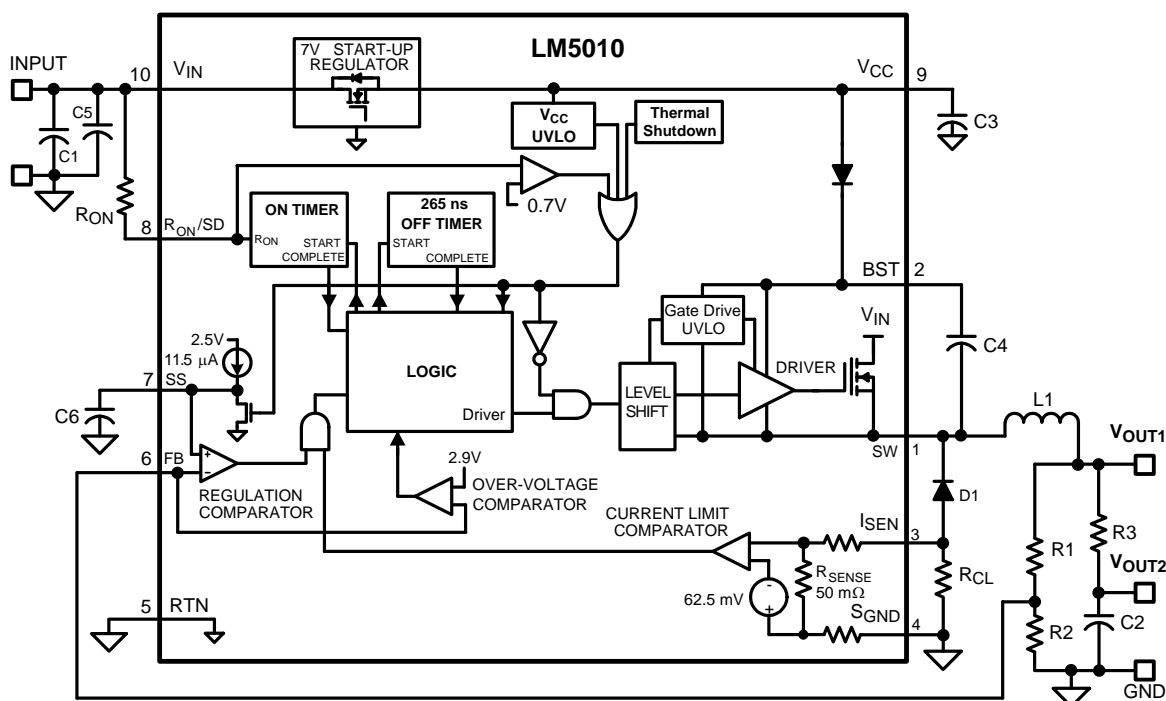 LM5010
7V START-UP
REGULATOR
INPUT
10
VIN
VCC
9
C5
C1
VCC
UVLO
Thermal
Shutdown
C3
RON
0.7V
8
RON/SD
ON TIMER
RON
START
COMPLETE
265 ns
OFF TIMER
START
COMPLETE
BST
2
Gate Drive
UVLO
VIN
C4
2.5V
11.5 μA
7
SS
LOGIC
Driver
LEVEL
SHIFT
DRIVER
C6
L1
SW
1
VOUT1
6
FB
+
-
REGULATION
COMPARATOR
2.9V
OVER-VOLTAGE
COMPARATOR
D1
CURRENT LIMIT
COMPARATOR
ISEN
3
R1
R3
VOUT2
62.5 mV
-
+
RSENSE
50 mΩ
RCL
5
RTN
SGND
4
R2
C2
GND